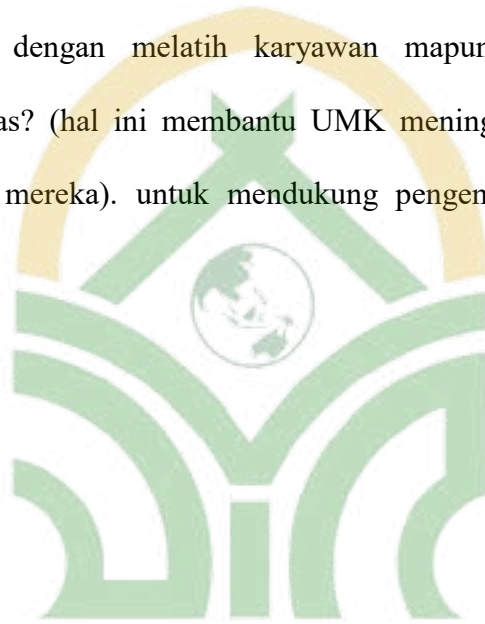 dengan melatih karyawan mapun
as? (hal ini membantu UMK mening
mereka). untuk mendukung pengem